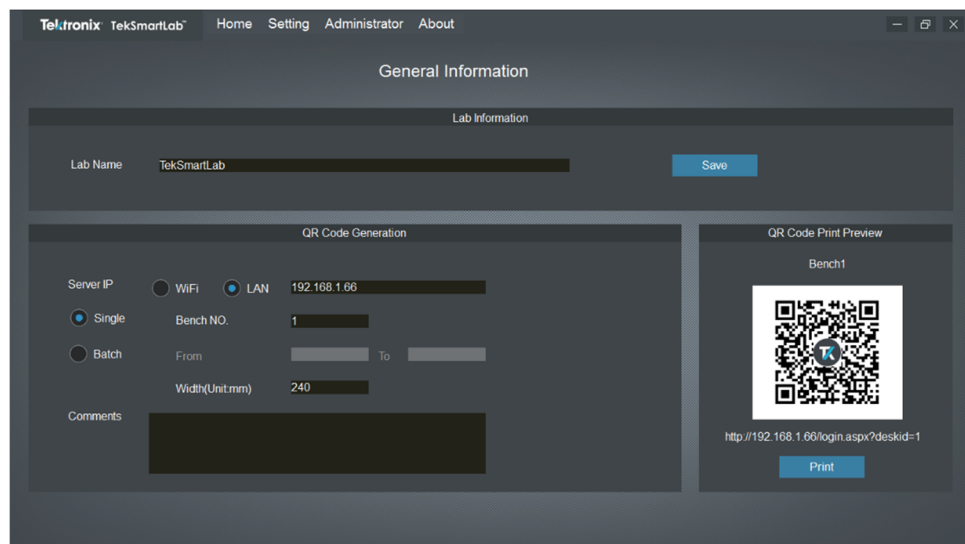 Tektronix TekSmartLab™ Home Setting Administrator About
General Information
Lab Information
Lab Name TekSmartLab Save
QR Code Generation
Server IP WiFi LAN 192.168.1.66
Single Bench NO. 1
Batch From To
Width(Unit:mm) 240
Comments
QR Code Print Preview
Bench1
TK
http://192.168.1.66/login.aspx?deskid=1
Print